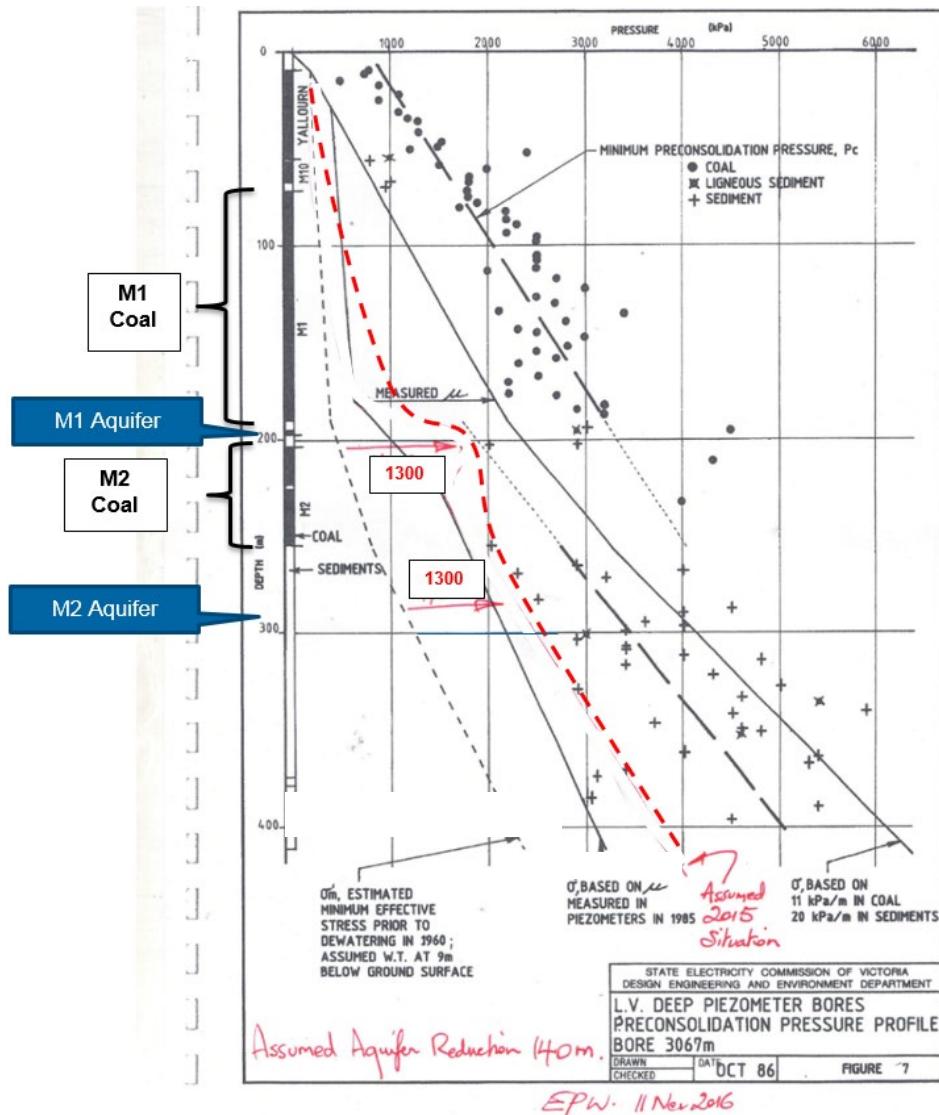 PRESSURE (kPa)
0 1000 2000 3000 4000 5000 6000
0
YALLOURN
M10
MINIMUM PRECONSOLIDATION PRESSURE, Pc
● COAL
LIGNEOUS SEDIMENT
+ SEDIMENT
100
M1
Coal
M1
MEASURED µ
M1 Aquifer
200
1300
M2
Coal
M2
COAL
DEPTH (m)
SEDIMENTS
1300
M2 Aquifer
300
400
σm, ESTIMATED
MINIMUM EFFECTIVE
STRESS PRIOR TO
DEWATERING IN 1960;
ASSUMED W.T. AT 9m
BELOW GROUND SURFACE
σ, BASED ON µ
MEASURED IN
PIEZOMETERS IN 1985
Assumed
2015
Situation
σ, BASED ON
11 kPa/m IN COAL
20 kPa/m IN SEDIMENTS
STATE ELECTRICITY COMMISSION OF VICTORIA
DESIGN ENGINEERING AND ENVIRONMENT DEPARTMENT
L.V. DEEP PIEZOMETER BORES
PRECONSOLIDATION PRESSURE PROFILE
BORE 3067m
DRAWN
CHECKED
DATE OCT 86
FIGURE 7
Assumed Aquifer Reduction 140m.
EPW. 11 Nov 2016